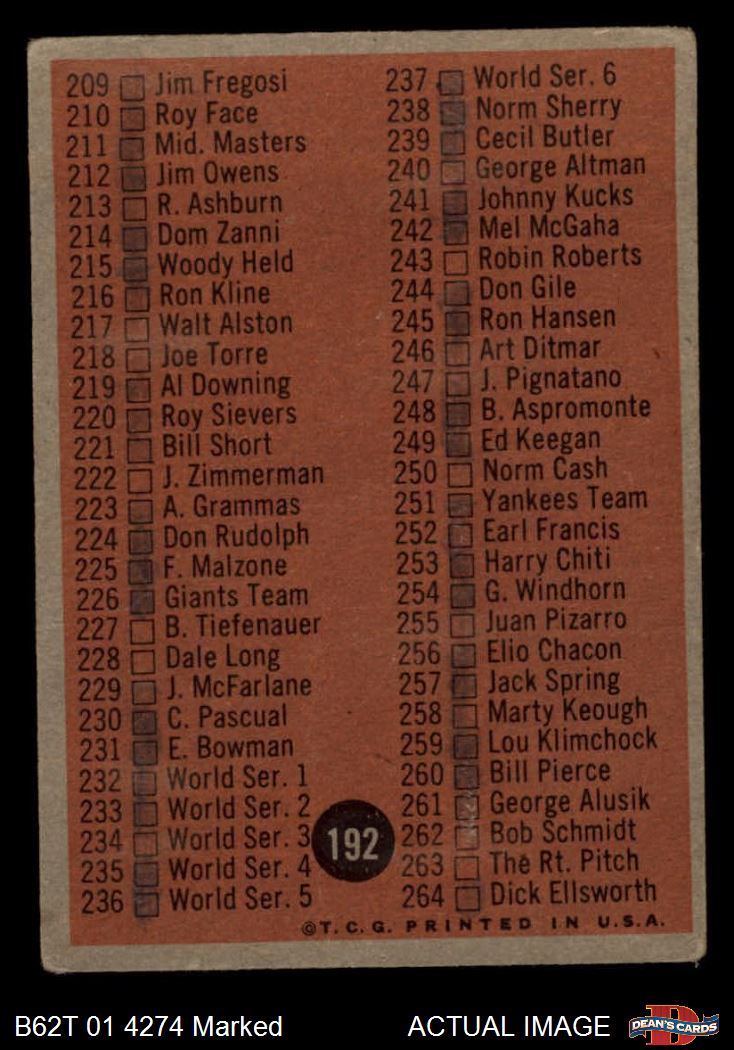 209 Jim Fregosi
210 Roy Face
211 Mid. Masters
212 Jim Owens
213 R. Ashburn
214 Dom Zanni
215 Woody Held
216 Ron Kline
217 Walt Alston
218 Joe Torre
219 Al Downing
220 Roy Sievers
221 Bill Short
222 J. Zimmerman
223 A. Grammas
224 Don Rudolph
225 F. Malzone
226 Giants Team
227 B. Tiefenauer
228 Dale Long
229 J. McFarlane
230 C. Pascual
231 E. Bowman
232 World Ser. 1
233 World Ser. 2
234 World Ser. 3
235 World Ser. 4
236 World Ser. 5
237 World Ser. 6
238 Norm Sherry
239 Cecil Butler
240 George Altman
241 Johnny Kucks
242 Mel McGaha
243 Robin Roberts
244 Don Gile
245 Ron Hansen
246 Art Ditmar
247 J. Pignatano
248 B. Aspromonte
249 Ed Keegan
250 Norm Cash
251 Yankees Team
252 Earl Francis
253 Harry Chiti
254 G. Windhorn
255 Juan Pizarro
256 Elio Chacon
257 Jack Spring
258 Marty Keough
259 Lou Klimchock
260 Bill Pierce
261 George Alusik
262 Bob Schmidt
263 The Rt. Pitch
264 Dick Ellsworth
192
©T. C. G. PRINTED IN U.S.A.
B62T 01 4274 Marked
ACTUAL IMAGE
DEAN'S CARDS